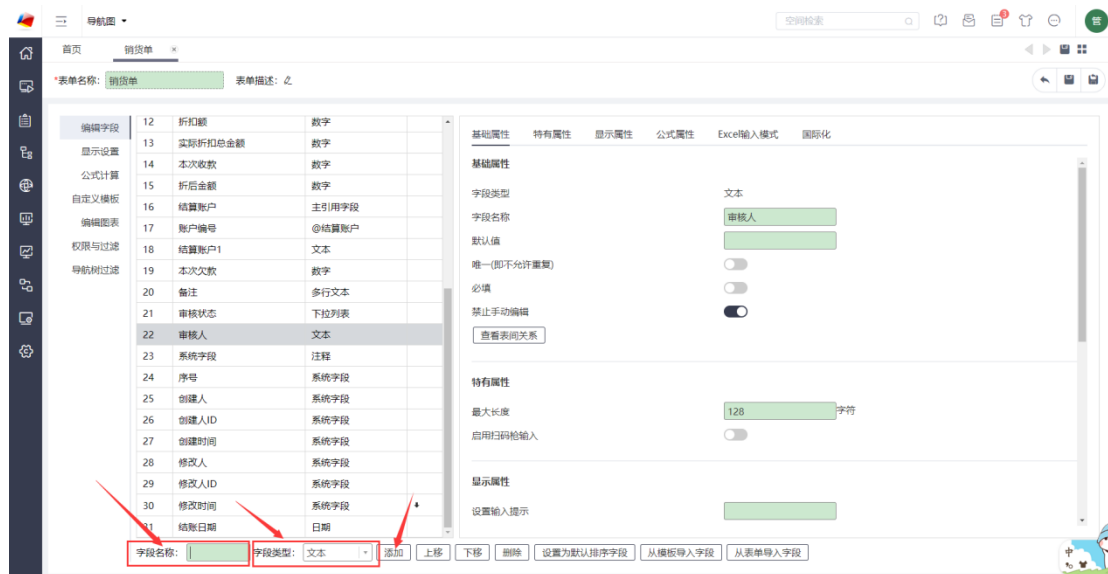 导航图
空间检索
3
管
首页
销货单 ×
*表单名称: 销货单
表单描述:
编辑字段
显示设置
公式计算
自定义模板
编辑图表
权限与过滤
导航树过滤
12 折扣额 数字
13 实际折扣总金额 数字
14 本次收款 数字
15 折后金额 数字
16 结算账户 主引用字段
17 账户编号 @结算账户
18 结算账户1 文本
19 本次欠款 数字
20 备注 多行文本
21 审核状态 下拉列表
22 审核人 文本
23 系统字段 注释
24 序号 系统字段
25 创建人 系统字段
26 创建人ID 系统字段
27 创建时间 系统字段
28 修改人 系统字段
29 修改人ID 系统字段
30 修改时间 系统字段
31 结账日期 日期
字段名称:
字段类型: 文本
添加 上移 下移 删除 设置为默认排序字段 从模板导入字段 从表单导入字段
基础属性 特有属性 显示属性 公式属性 Excel输入模式 国际化
基础属性
字段类型 文本
字段名称 审核人
默认值
唯一(即不允许重复)
必填
禁止手动编辑
查看表间关系
特有属性
最大长度 128 字符
启用扫码枪输入
显示属性
设置输入提示
中